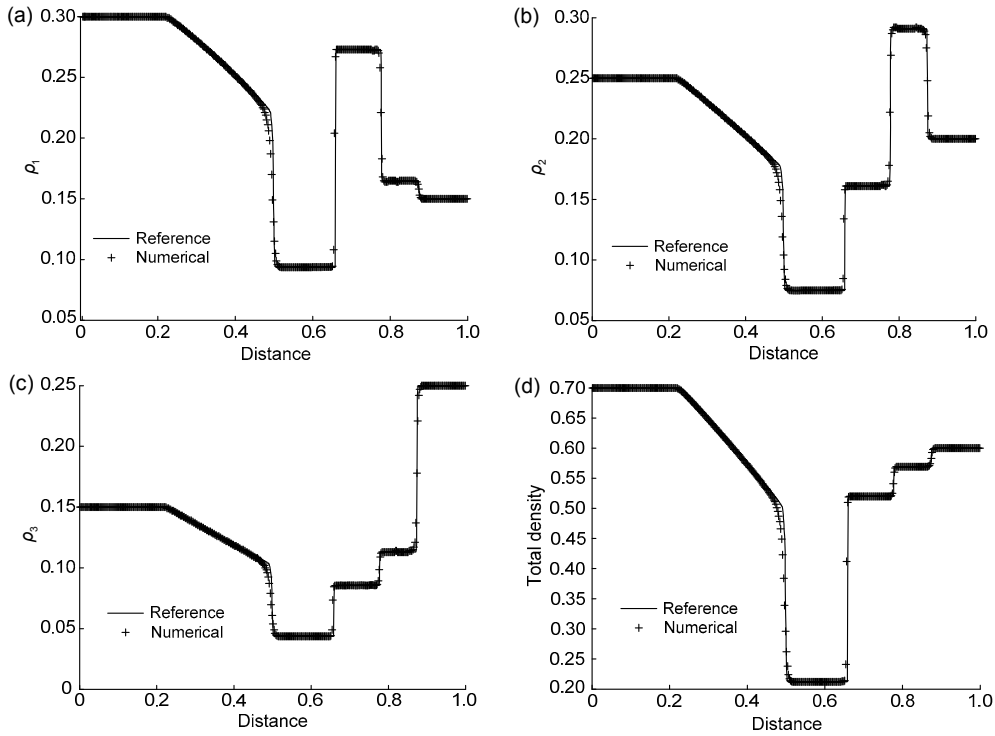 (a)
0.30
0.25
0.20
0.15
0.10
0.05
ρ1
Reference
Numerical
0
0.2
0.4
0.6
0.8
1.0
Distance
(b)
0.30
0.25
0.20
0.15
0.10
0.05
ρ2
Reference
Numerical
0
0.2
0.4
0.6
0.8
1.0
Distance
(c)
0.25
0.20
0.15
0.10
0.05
0
ρ3
Reference
Numerical
0
0.2
0.4
0.6
0.8
1.0
Distance
(d)
0.70
0.65
0.60
0.55
0.50
0.45
0.40
0.35
0.30
0.25
0.20
Total density
Reference
Numerical
0
0.2
0.4
0.6
0.8
1.0
Distance